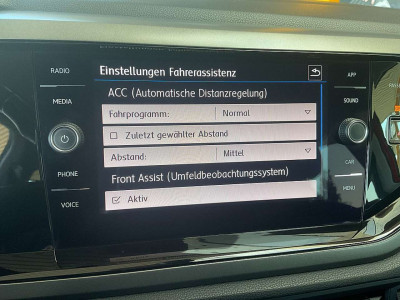 Einstellungen Fahrerassistenz
RADIO
MEDIA
PHONE
VOICE
ACC (Automatische Distanzregelung)
Fahrprogramm: Normal
Zuletzt gewählter Abstand
Abstand: Mittel
Front Assist (Umfeldbeobachtungssystem)
Aktiv
APP
SOUND
CAR
MENU